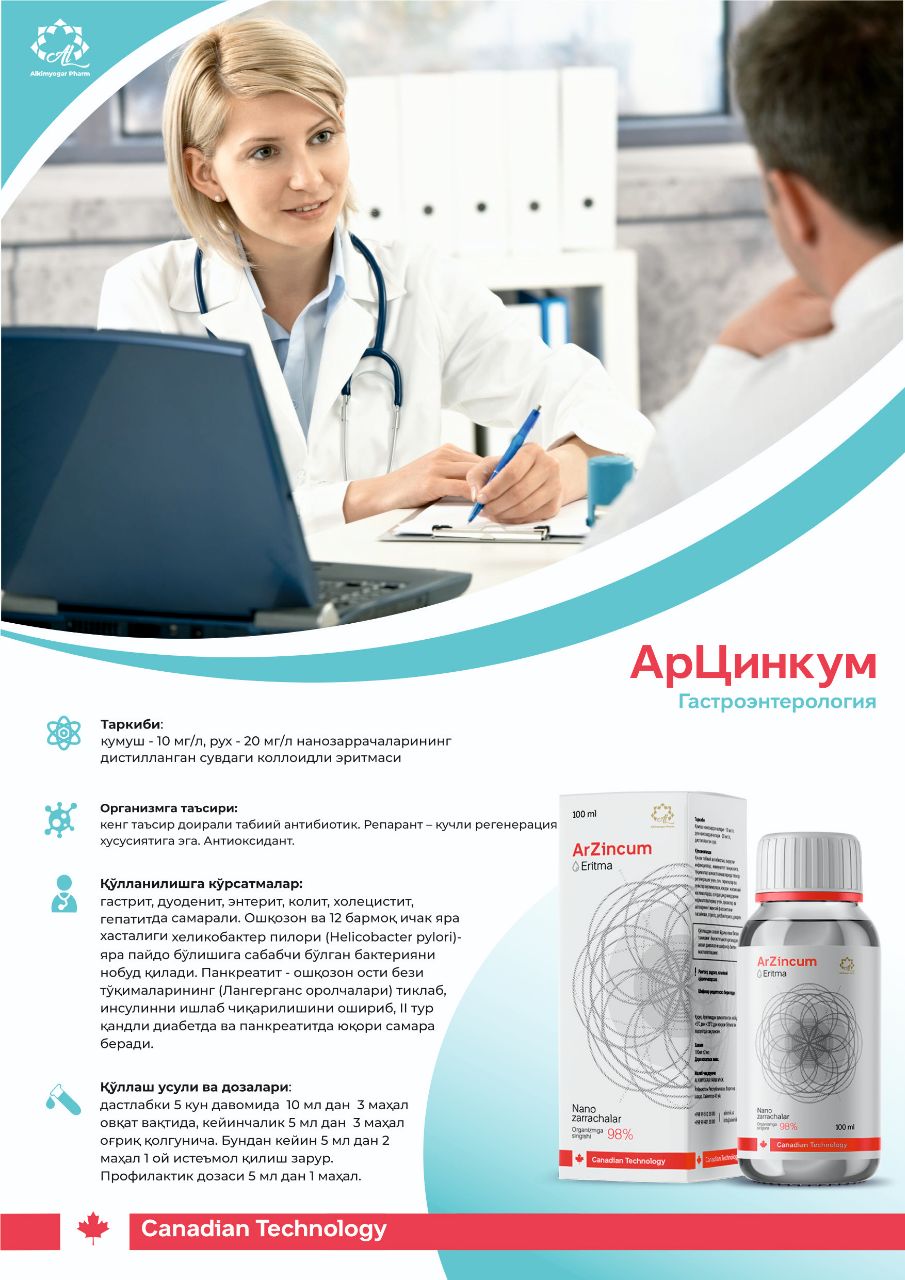 Alkimyogar Pharm
АрЦинкум
Гастроэнтерология
Таркиби:
кумуш - 10 мг/л, рух - 20 мг/л нанозаррачаларининг
дистилланган сувдаги коллоидли эритмаси
Организмга таъсири:
кенг таъсир доирали табиий антибиотик. Репарант – кучли регенерация
хусусиятига эга. Антиоксидант.
Қўлланилишга кўрсатмалар:
гастрит, дуоденит, энтерит, колит, холецистит,
гепатитда самарали. Ошқозон ва 12 бармоқ ичак яра
хасталиги хеликобактер пилори (Helicobacter pylori)-
яра пайдо бўлишига сабабчи бўлган бактерияни
нобуд қилади. Панкреатит - ошқозон ости бези
тўқималарининг (Лангерганс оролчалари) тиклаб,
инсулинни ишлаб чиқарилишини ошириб, II тур
қандли диабетда ва панкреатитда юқори самара
беради.
Қўллаш усули ва дозалари:
дастлабки 5 кун давомида 10 мл дан 3 маҳал
овқат вақтида, кейинчалик 5 мл дан 3 маҳал
оғриқ қолгунича. Бундан кейин 5 мл дан 2
маҳал 1 ой истеъмол қилиш зарур.
Профилактик дозаси 5 мл дан 1 маҳал.
100 ml
ArZincum
Eritma
Nano
zarrachalar
Organizmga
singishi 98%
Canadian Technology
ArZincum
Eritma
Nano
zarrachalar
Organizmga
singishi 98%
100 ml
Canadian Technology
Canadian Technology